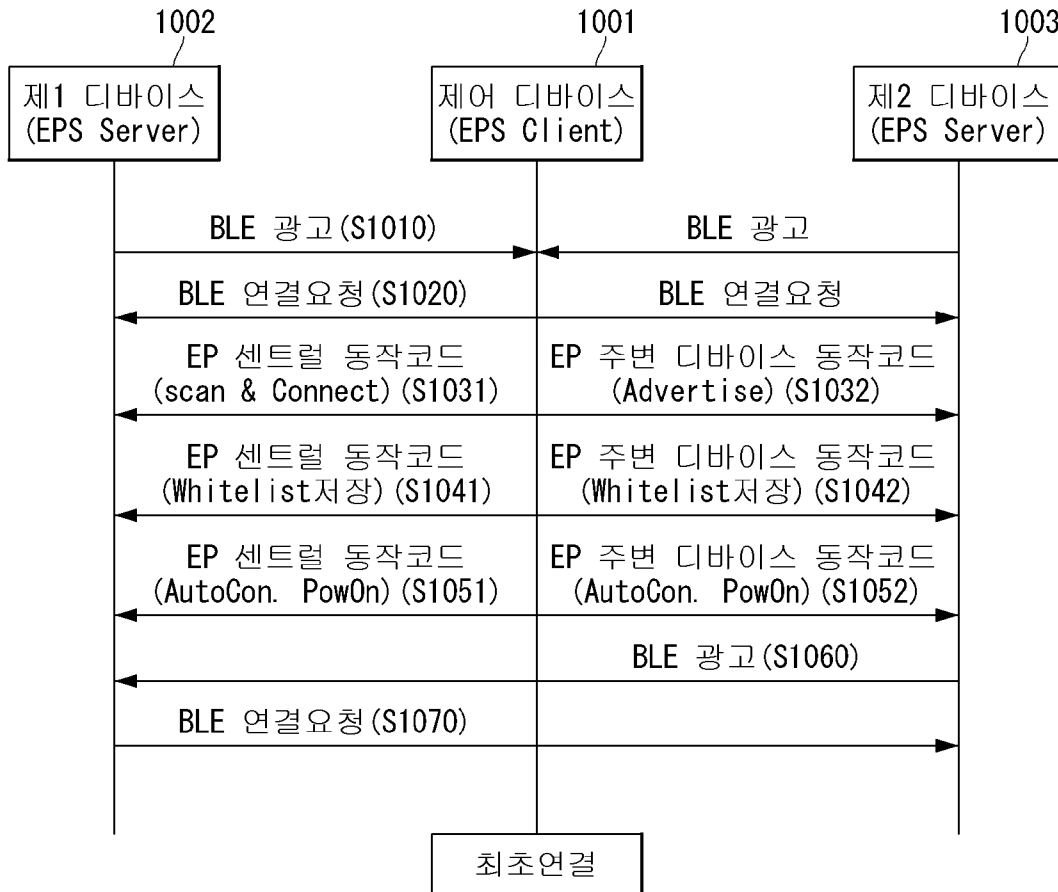 1002
1001
1003
제1 디바이스
(EPS Server)
제어 디바이스
(EPS Client)
제2 디바이스
(EPS Server)
BLE 광고(S1010)
BLE 광고
BLE 연결요청(S1020)
BLE 연결요청
EP 센트럴 동작코드
(scan & Connect)(S1031)
EP 주변 디바이스 동작코드
(Advertise)(S1032)
EP 센트럴 동작코드
(Whitelist저장)(S1041)
EP 주변 디바이스 동작코드
(Whitelist저장)(S1042)
EP 센트럴 동작코드
(AutoCon. PowOn)(S1051)
EP 주변 디바이스 동작코드
(AutoCon. PowOn)(S1052)
BLE 광고(S1060)
BLE 연결요청(S1070)
최초연결